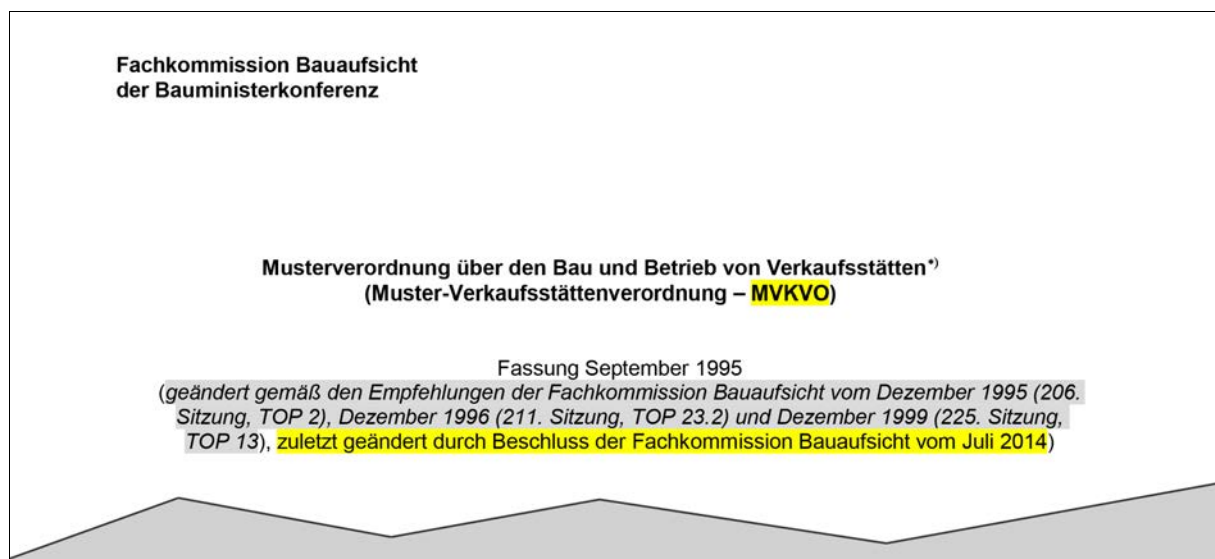 Fachkommission Bauaufsicht
der Bauministerkonferenz
Musterverordnung über den Bau und Betrieb von Verkaufsstätten*)
(Muster-Verkaufsstättenverordnung – MVKVO)
Fassung September 1995
(geändert gemäß den Empfehlungen der Fachkommission Bauaufsicht vom Dezember 1995 (206.
Sitzung, TOP 2), Dezember 1996 (211. Sitzung, TOP 23.2) und Dezember 1999 (225. Sitzung,
TOP 13), zuletzt geändert durch Beschluss der Fachkommission Bauaufsicht vom Juli 2014)